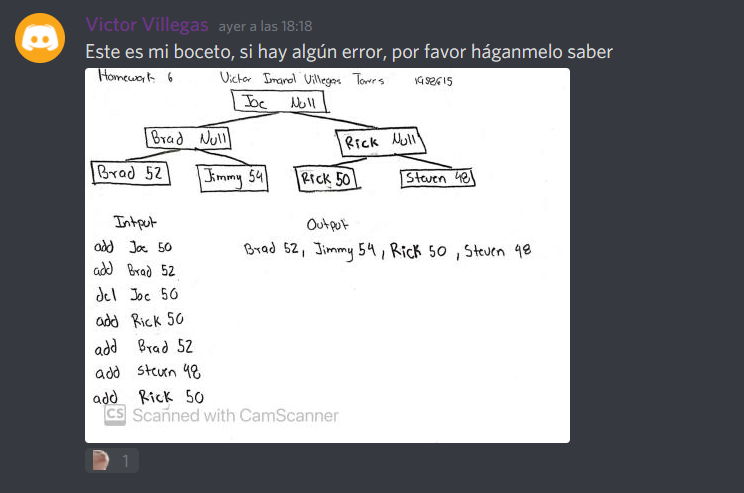 Victor Villegas ayer a las 18:18
Este es mi boceto, si hay algún error, por favor háganmelo saber
Homework 6 Victor Imanol Villegas Torres
Joe Null
Brad Null Rick Null
Brad 52 Jimmy 54 Rick 50 Steven 48
Intput Output
add Joe 50 Brad 52, Jimmy 54, Rick 50, Steven 48
add Brad 52
del Joe 50
add Rick 50
add Brad 52
add Steven 48
add Rick 50
CS Scanned with CamScanner
1